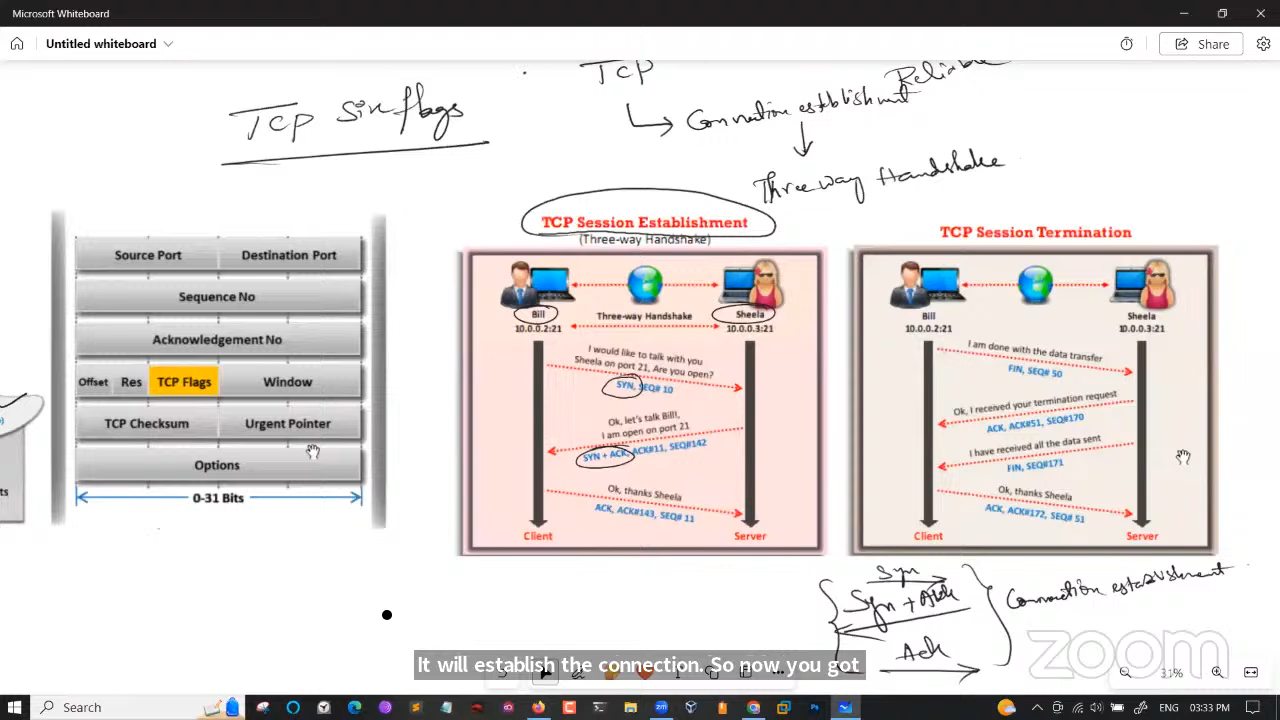 Microsoft Whiteboard
Untitled whiteboard
Share
TCP
Reliable
TCP Six flags
Connection establishment
Three way Handshake
Source Port Destination Port
Sequence No
Acknowledgement No
Offset Res TCP Flags Window
TCP Checksum Urgent Pointer
Options
0-31 Bits
TCP Session Establishment
(Three-way Handshake)
Bill Three-way Handshake Sheela
10.0.0.2:21 10.0.0.3:21
I would like to talk with you
Sheela on port 21, Are you open?
SYN, SEQ# 10
Ok, let's talk Bill!,
I am open on port 21
SYN + ACK, ACK#11, SEQ#142
Ok, thanks Sheela
ACK, ACK#143, SEQ# 11
Client Server
TCP Session Termination
Bill Sheela
10.0.0.2:21 10.0.0.3:21
I am done with the data transfer
FIN, SEQ# 50
Ok, I received your termination request
ACK, ACK#51, SEQ#170
I have received all the data sent
FIN, SEQ#171
Ok, thanks Sheela
ACK, ACK#172, SEQ# 51
Client Server
Syn
Syn + Ack
Ack
Connection establishment
zoom
It will establish the connection. So now you got
31%
Search
ENG 03:33 PM